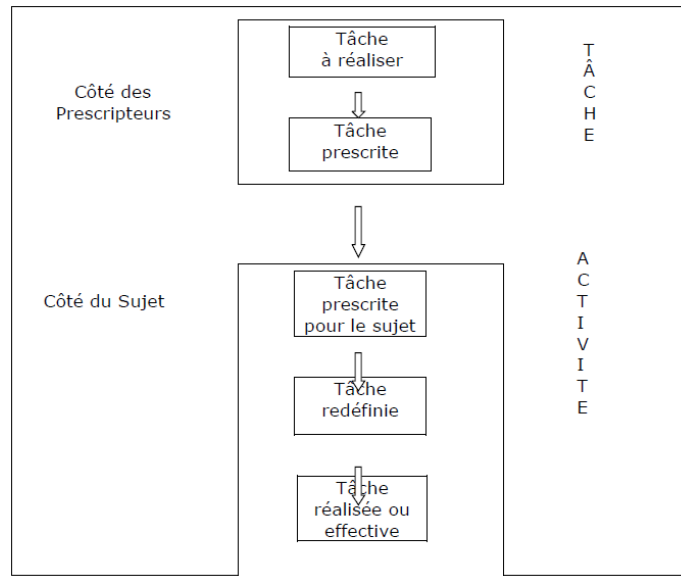 Tâche
à réaliser
Côté des
Prescripteurs
Tâche
prescrite
T
Â
C
H
E
Côté du Sujet
Tâche
prescrite
pour le sujet
Tâche
redéfinie
Tâche
réalisée ou
effective
A
C
T
I
V
I
T
E